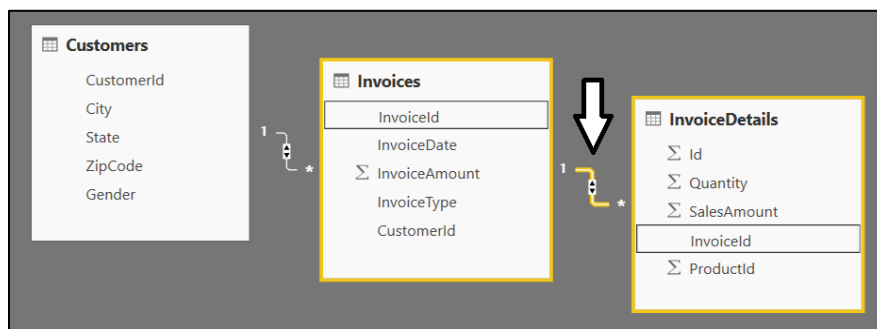 Customers
CustomerId
City
State
ZipCode
Gender
1
*
Invoices
InvoiceId
InvoiceDate
Σ InvoiceAmount
InvoiceType
CustomerId
1
*
InvoiceDetails
Σ Id
Σ Quantity
Σ SalesAmount
InvoiceId
Σ ProductId